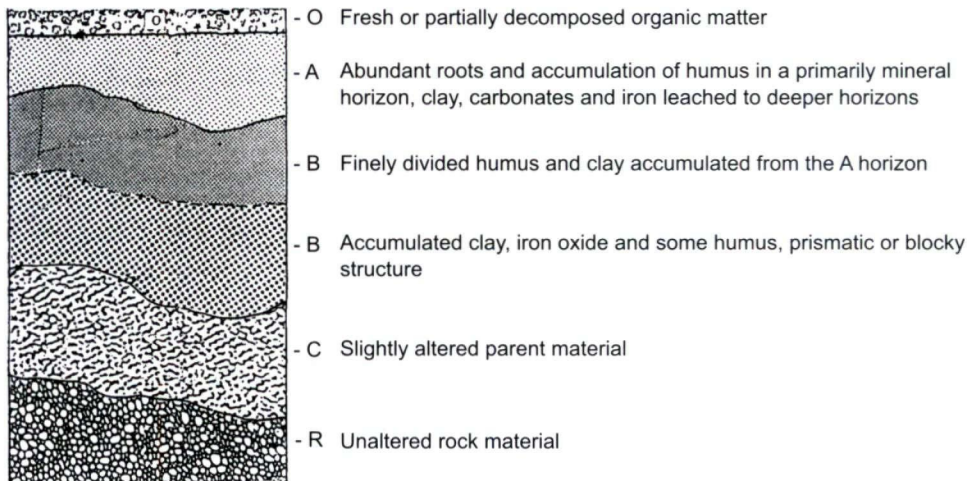 - O Fresh or partially decomposed organic matter
- A Abundant roots and accumulation of humus in a primarily mineral
horizon, clay, carbonates and iron leached to deeper horizons
- B Finely divided humus and clay accumulated from the A horizon
- B Accumulated clay, iron oxide and some humus, prismatic or blocky
structure
- C Slightly altered parent material
- R Unaltered rock material